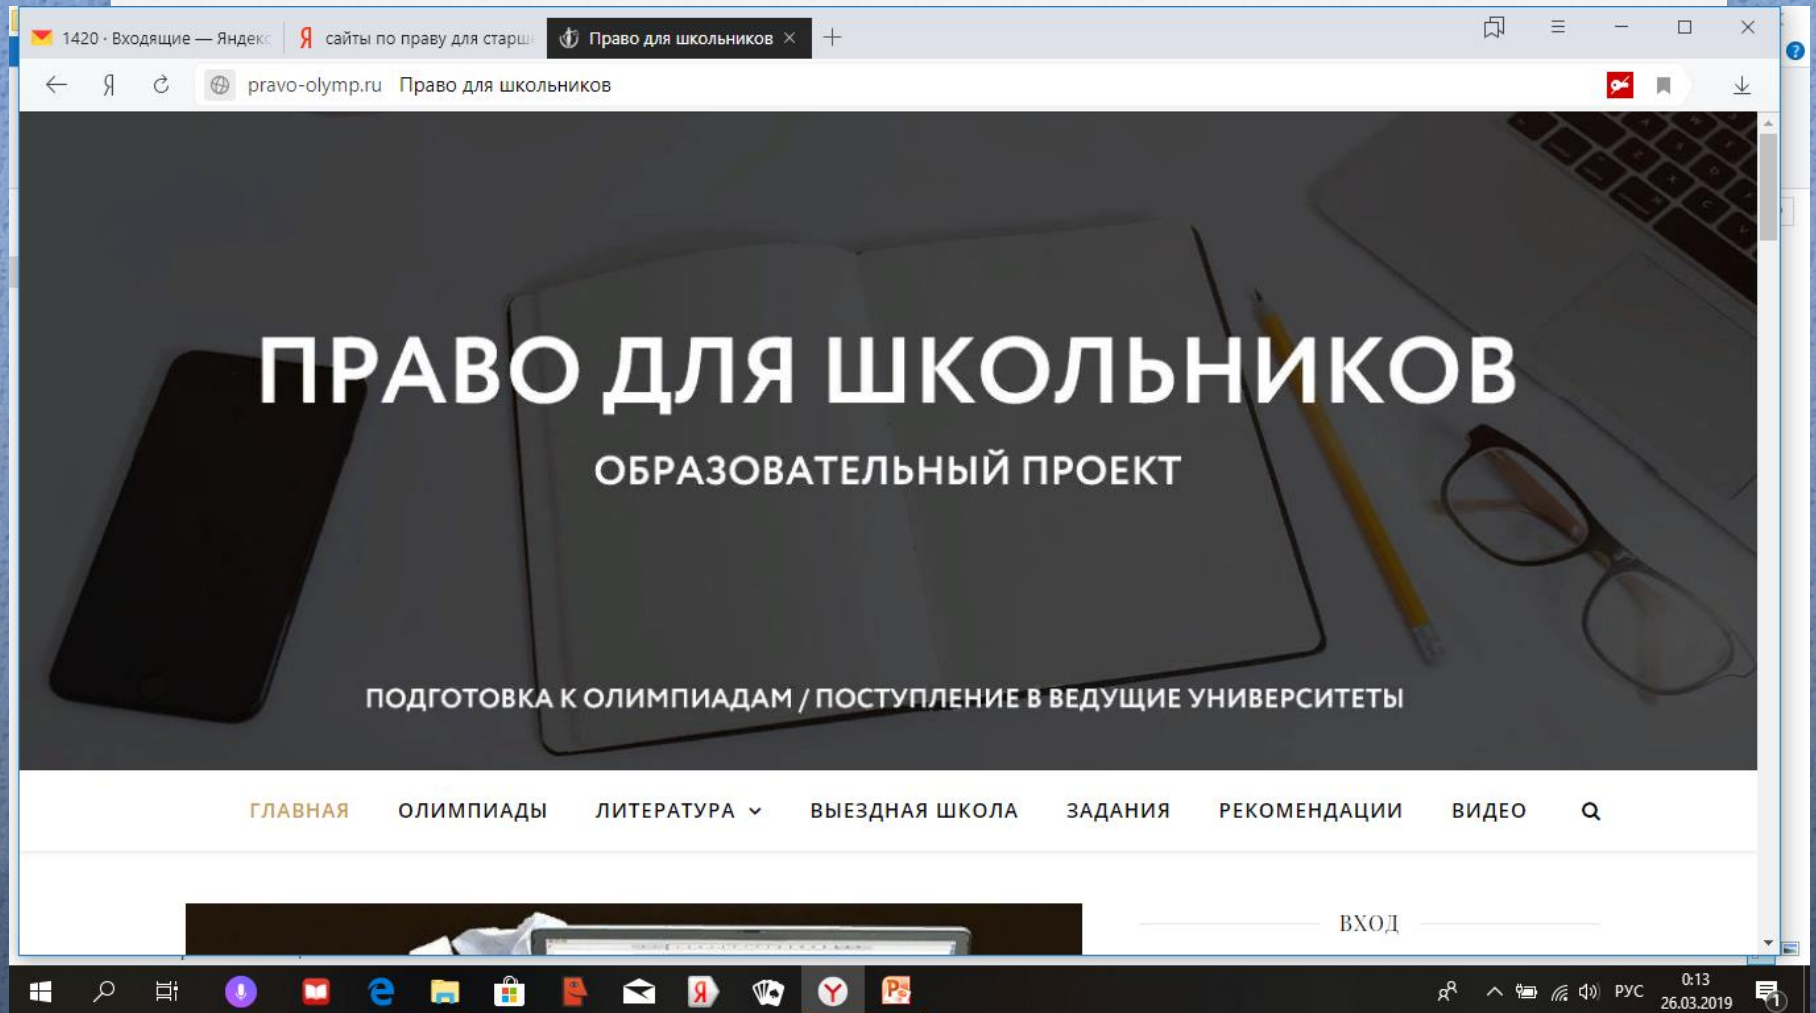 1420 · Входящие — Яндекс
Я сайты по праву для старше
Право для школьников
Я
pravo-olymp.ru Право для школьников
ПРАВО ДЛЯ ШКОЛЬНИКОВ
ОБРАЗОВАТЕЛЬНЫЙ ПРОЕКТ
ПОДГОТОВКА К ОЛИМПИАДАМ / ПОСТУПЛЕНИЕ В ВЕДУЩИЕ УНИВЕРСИТЕТЫ
ГЛАВНАЯ ОЛИМПИАДЫ ЛИТЕРАТУРА ВЫЕЗДНАЯ ШКОЛА ЗАДАНИЯ РЕКОМЕНДАЦИИ ВИДЕО
ВХОД
РУС
0:13
26.03.2019
1